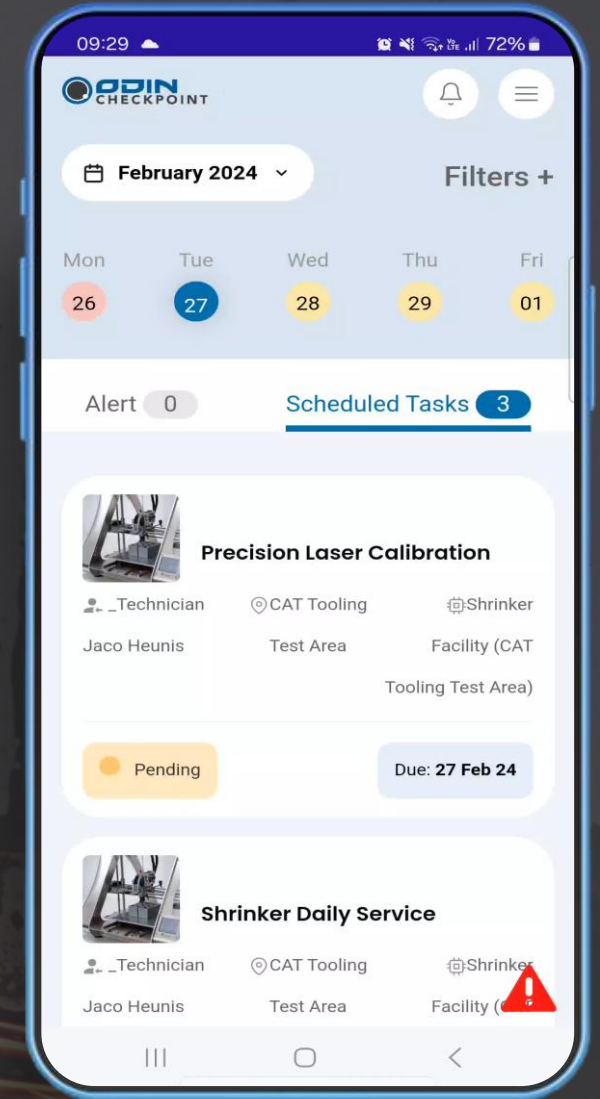 09:29
VoLTE 72%
ODIN
CHECKPOINT
February 2024
Filters +
Mon Tue Wed Thu Fri
26 27 28 29 01
Alert 0 Scheduled Tasks 3
Precision Laser Calibration
_Technician CAT Tooling Shrinker
Jaco Heunis Test Area Facility (CAT
Tooling Test Area)
Pending Due: 27 Feb 24
Shrinker Daily Service
_Technician CAT Tooling Shrinker
Jaco Heunis Test Area Facility (